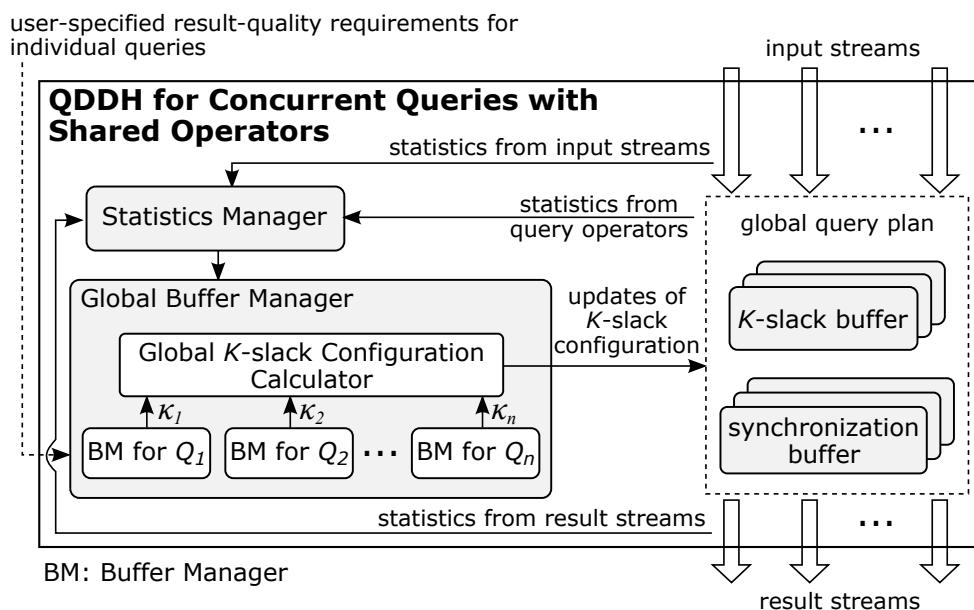 user-specified result-quality requirements for
individual queries
input streams
QDDH for Concurrent Queries with
Shared Operators
...
statistics from input streams
Statistics Manager
statistics from
query operators
global query plan
Global Buffer Manager
updates of
K-slack
configuration
K-slack buffer
Global K-slack Configuration
Calculator
κ1
κ2
κn
BM for Q1
BM for Q2
...
BM for Qn
synchronization
buffer
statistics from result streams
...
BM: Buffer Manager
result streams